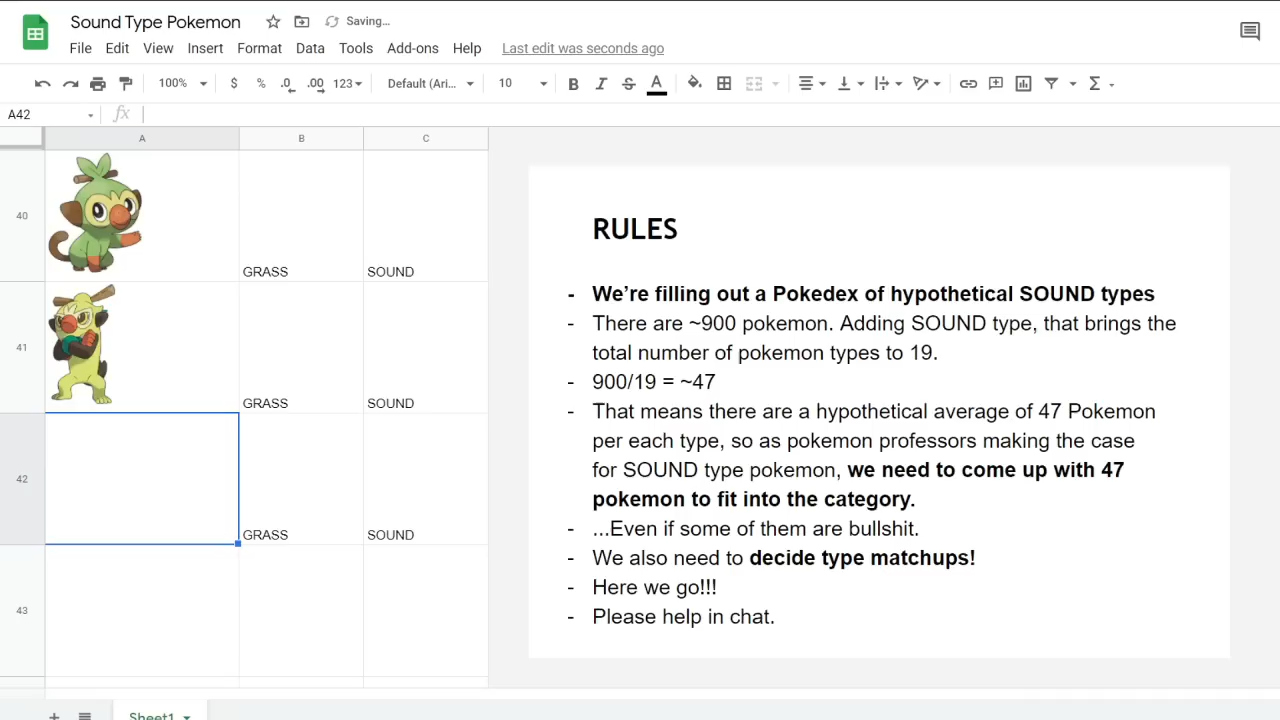 Sound Type Pokemon Saving...
File Edit View Insert Format Data Tools Add-ons Help Last edit was seconds ago
100% $ % .0 .00 123 Default (Ari... 10 B I S A Σ
A42 fx
A B C
40 GRASS SOUND
41 GRASS SOUND
42 GRASS SOUND
43
RULES
- We’re filling out a Pokedex of hypothetical SOUND types
- There are ~900 pokemon. Adding SOUND type, that brings the
total number of pokemon types to 19.
- 900/19 = ~47
- That means there are a hypothetical average of 47 Pokemon
per each type, so as pokemon professors making the case
for SOUND type pokemon, we need to come up with 47
pokemon to fit into the category.
- ...Even if some of them are bullshit.
- We also need to decide type matchups!
- Here we go!!!
- Please help in chat.
+ Sheet1